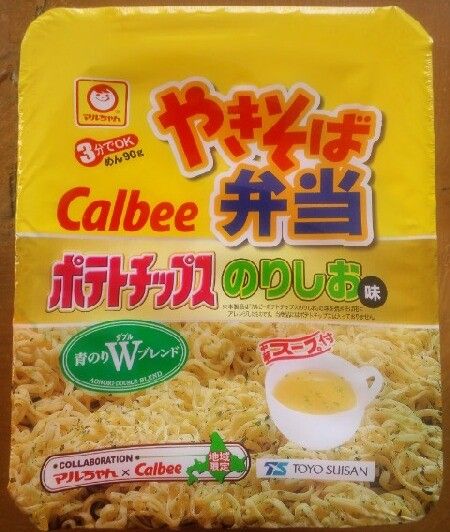 マルちゃん
やきそば
弁当
3分でOK
めん90g
Calbee
ポテトチップス のりしお味
ダブル
青のりWブレンド
AONORI DOUBLE BLEND
スープ付
COLLABORATION
マルちゃん×Calbee
地域
限定
TS TOYO SUISAN